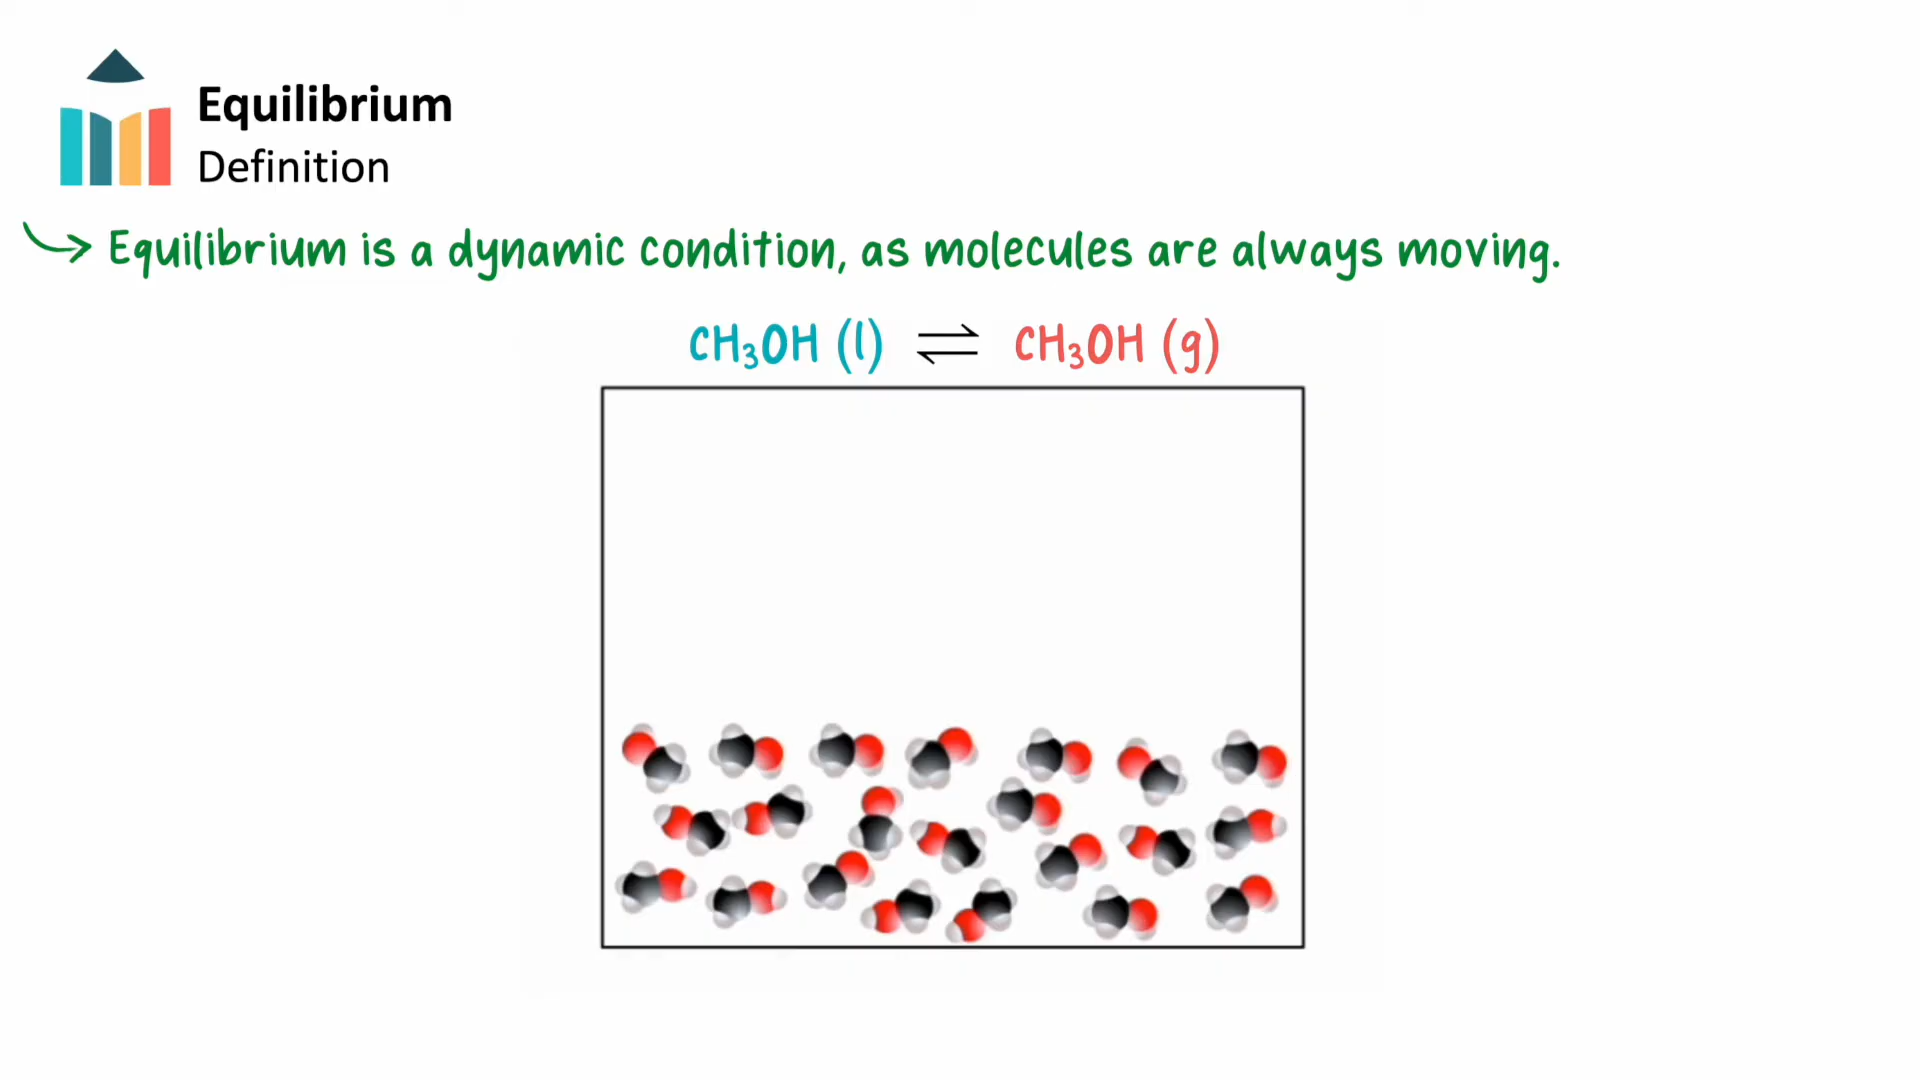 Equilibrium
Definition
Equilibrium is a dynamic condition, as molecules are always moving.
CH₃OH (l) ⇌ CH₃OH (g)